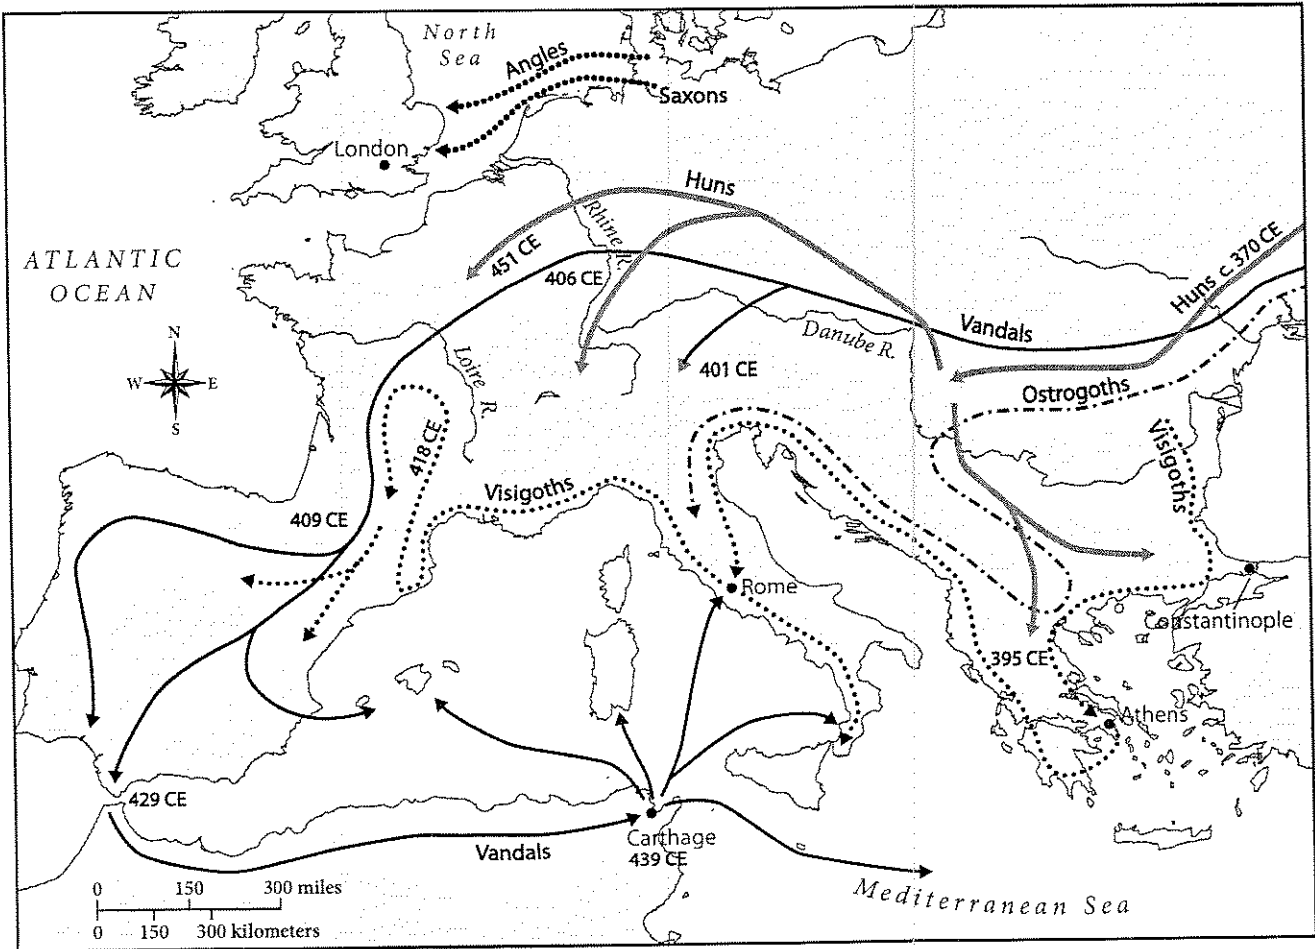 North
Sea
Angles
Saxons
London
Huns
Rhine R.
451 CE
406 CE
Huns c. 370 CE
ATLANTIC
OCEAN
N
W
E
S
Loire R.
Danube R.
Vandals
401 CE
Ostrogoths
Visigoths
418 CE
Visigoths
409 CE
Rome
Constantinople
395 CE
Athens
429 CE
Carthage
439 CE
Vandals
Mediterranean Sea
0 150 300 miles
0 150 300 kilometers